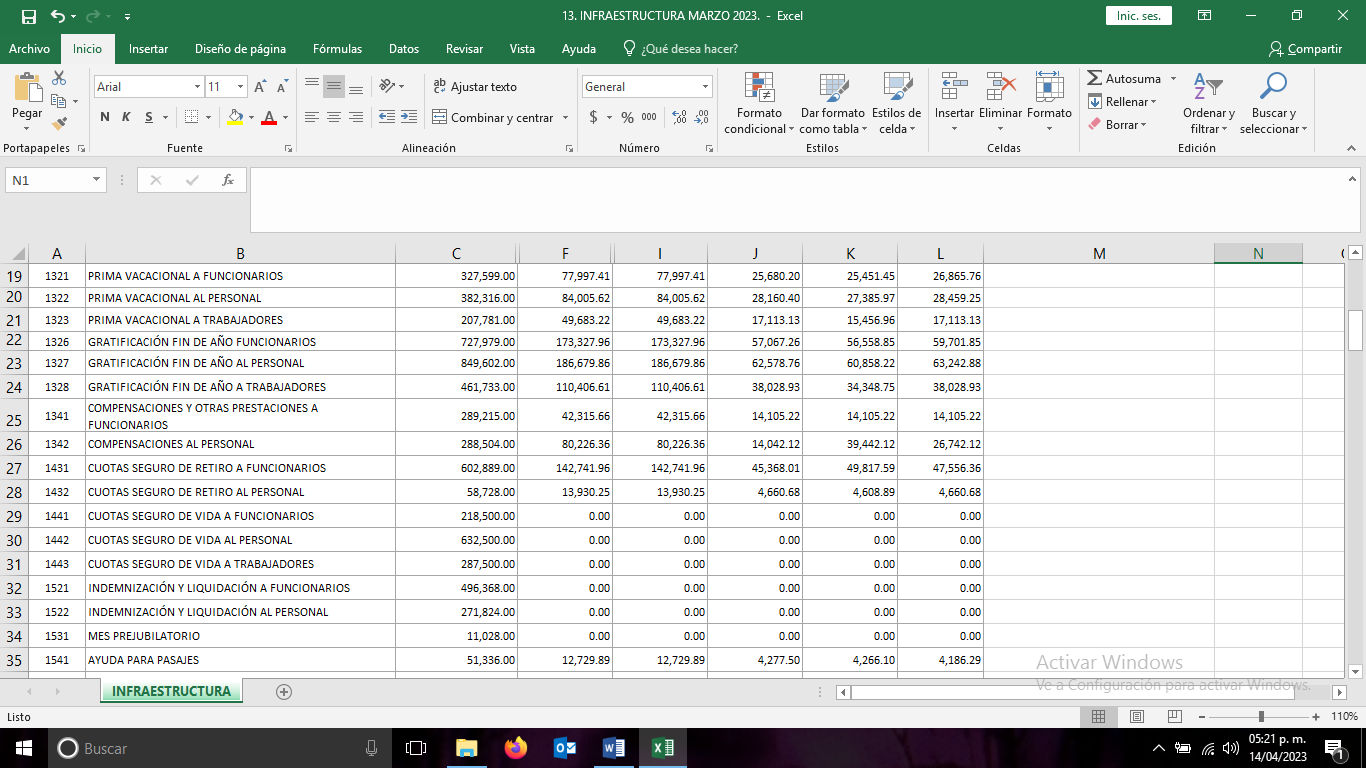 13. INFRAESTRUCTURA MARZO 2023. - Excel
Inic. ses.
Archivo Inicio Insertar Diseño de página Fórmulas Datos Revisar Vista Ayuda ¿Qué desea hacer? Compartir
Pegar
Arial 11
N K S
Ajustar texto
Combinar y centrar
General
$ % 000
Formato condicional
Dar formato como tabla
Estilos de celda
Insertar Eliminar Formato
Autosuma
Rellenar
Borrar
Ordenar y filtrar
Buscar y seleccionar
Portapapeles Fuente Alineación Número Estilos Celdas Edición
N1
fx
A B C F I J K L M N
19 1321 PRIMA VACACIONAL A FUNCIONARIOS 327,599.00 77,997.41 77,997.41 25,680.20 25,451.45 26,865.76
20 1322 PRIMA VACACIONAL AL PERSONAL 382,316.00 84,005.62 84,005.62 28,160.40 27,385.97 28,459.25
21 1323 PRIMA VACACIONAL A TRABAJADORES 207,781.00 49,683.22 49,683.22 17,113.13 15,456.96 17,113.13
22 1326 GRATIFICACIÓN FIN DE AÑO FUNCIONARIOS 727,979.00 173,327.96 173,327.96 57,067.26 56,558.85 59,701.85
23 1327 GRATIFICACIÓN FIN DE AÑO AL PERSONAL 849,602.00 186,679.86 186,679.86 62,578.76 60,858.22 63,242.88
24 1328 GRATIFICACIÓN FIN DE AÑO A TRABAJADORES 461,733.00 110,406.61 110,406.61 38,028.93 34,348.75 38,028.93
25 1341 COMPENSACIONES Y OTRAS PRESTACIONES A
FUNCIONARIOS 289,215.00 42,315.66 42,315.66 14,105.22 14,105.22 14,105.22
26 1342 COMPENSACIONES AL PERSONAL 288,504.00 80,226.36 80,226.36 14,042.12 39,442.12 26,742.12
27 1431 CUOTAS SEGURO DE RETIRO A FUNCIONARIOS 602,889.00 142,741.96 142,741.96 45,368.01 49,817.59 47,556.36
28 1432 CUOTAS SEGURO DE RETIRO AL PERSONAL 58,728.00 13,930.25 13,930.25 4,660.68 4,608.89 4,660.68
29 1441 CUOTAS SEGURO DE VIDA A FUNCIONARIOS 218,500.00 0.00 0.00 0.00 0.00 0.00
30 1442 CUOTAS SEGURO DE VIDA AL PERSONAL 632,500.00 0.00 0.00 0.00 0.00 0.00
31 1443 CUOTAS SEGURO DE VIDA A TRABAJADORES 287,500.00 0.00 0.00 0.00 0.00 0.00
32 1521 INDEMNIZACIÓN Y LIQUIDACIÓN A FUNCIONARIOS 496,368.00 0.00 0.00 0.00 0.00 0.00
33 1522 INDEMNIZACIÓN Y LIQUIDACIÓN AL PERSONAL 271,824.00 0.00 0.00 0.00 0.00 0.00
34 1531 MES PREJUBILATORIO 11,028.00 0.00 0.00 0.00 0.00 0.00
35 1541 AYUDA PARA PASAJES 51,336.00 12,729.89 12,729.89 4,277.50 4,266.10 4,186.29
Activar Windows
Ve a Configuración para activar Windows.
INFRAESTRUCTURA
Listo
110%
Buscar
05:21 p. m.
14/04/2023
1